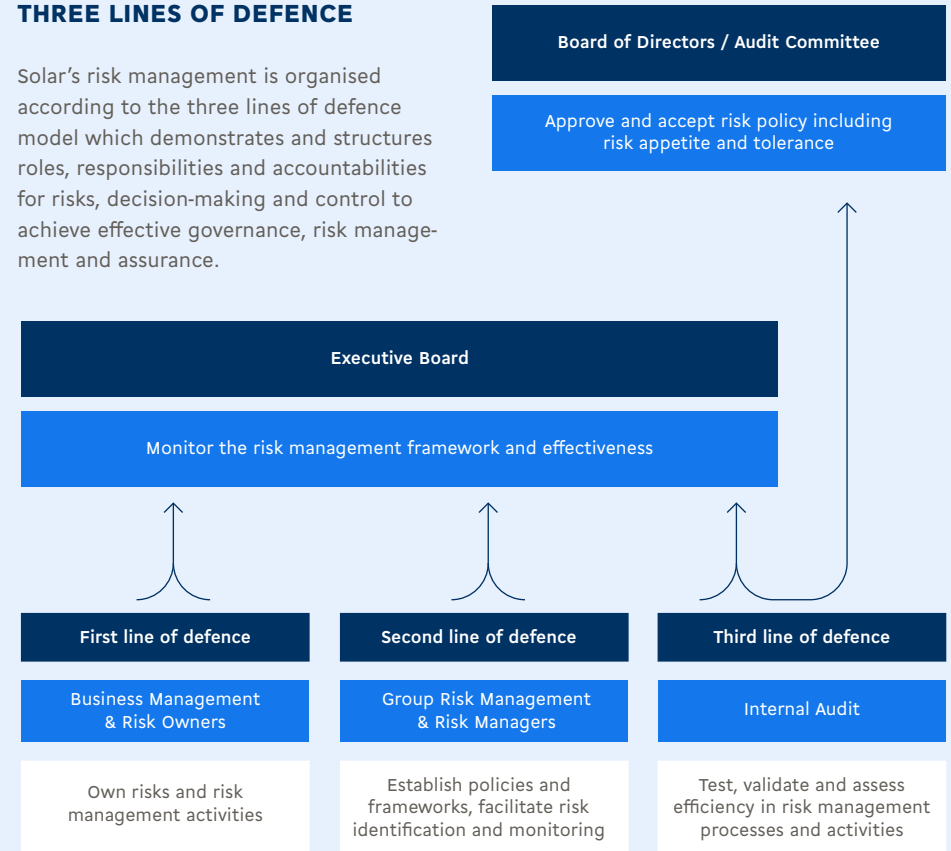 THREE LINES OF DEFENCE
Solar’s risk management is organised
according to the three lines of defence
model which demonstrates and structures
roles, responsibilities and accountabilities
for risks, decision-making and control to
achieve effective governance, risk manage-
ment and assurance.
Board of Directors / Audit Committee
Approve and accept risk policy including
risk appetite and tolerance
Executive Board
Monitor the risk management framework and effectiveness
First line of defence
Business Management
& Risk Owners
Own risks and risk
management activities
Second line of defence
Group Risk Management
& Risk Managers
Establish policies and
frameworks, facilitate risk
identification and monitoring
Third line of defence
Internal Audit
Test, validate and assess
efficiency in risk management
processes and activities